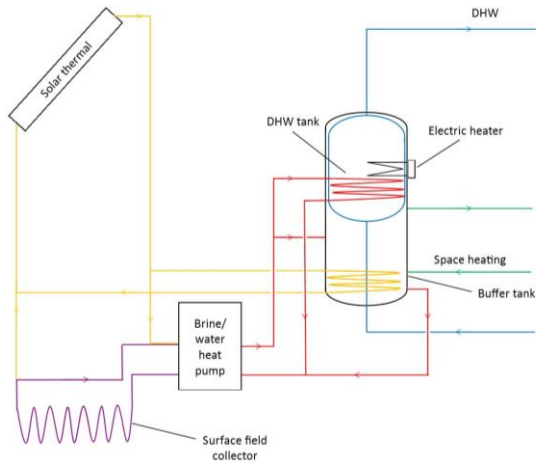 DHW
Solar thermal
DHW tank
Electric heater
Space heating
Buffer tank
Brine/
water
heat
pump
Surface field
collector